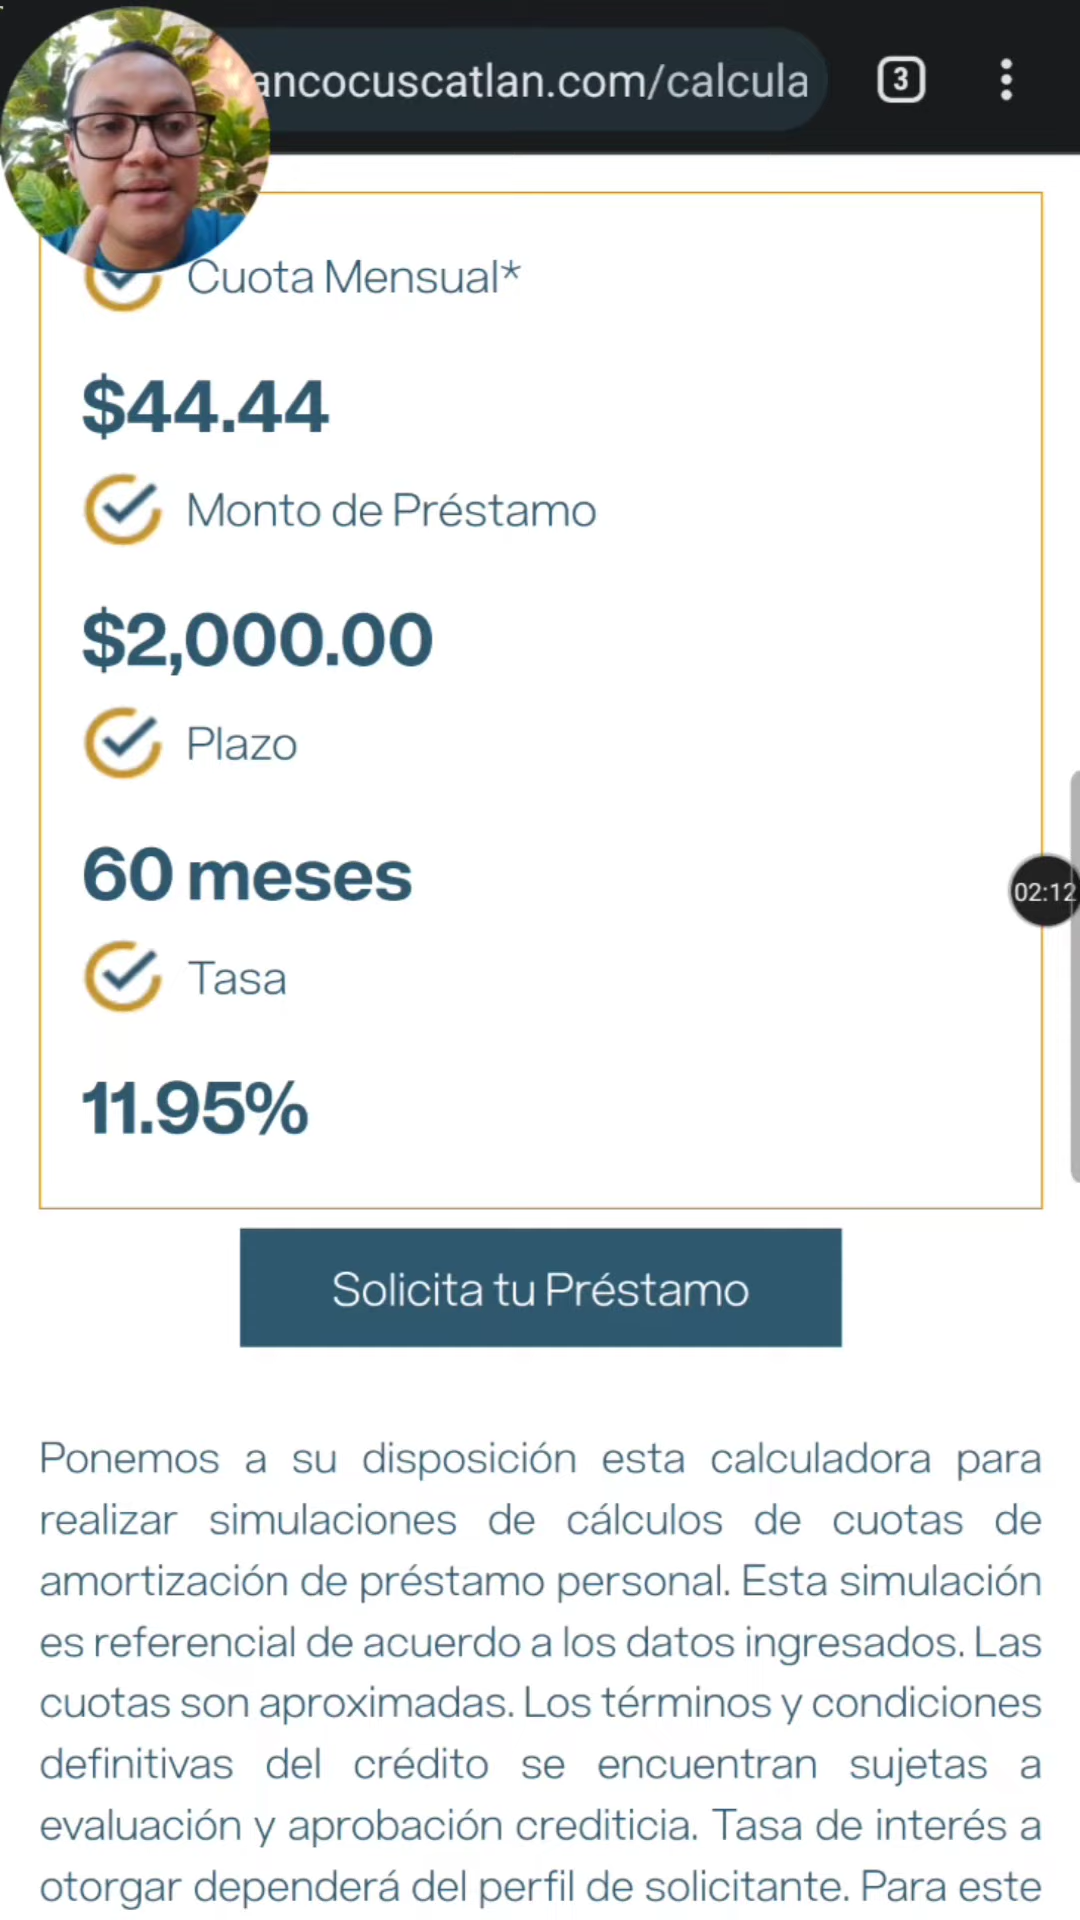 ancocuscatlan.com/calcula
3
Cuota Mensual*
$44.44
Monto de Préstamo
$2,000.00
Plazo
60 meses
02:12
Tasa
11.95%
Solicita tu Préstamo
Ponemos a su disposición esta calculadora para
realizar simulaciones de cálculos de cuotas de
amortización de préstamo personal. Esta simulación
es referencial de acuerdo a los datos ingresados. Las
cuotas son aproximadas. Los términos y condiciones
definitivas del crédito se encuentran sujetas a
evaluación y aprobación crediticia. Tasa de interés a
otorgar dependerá del perfil de solicitante. Para este